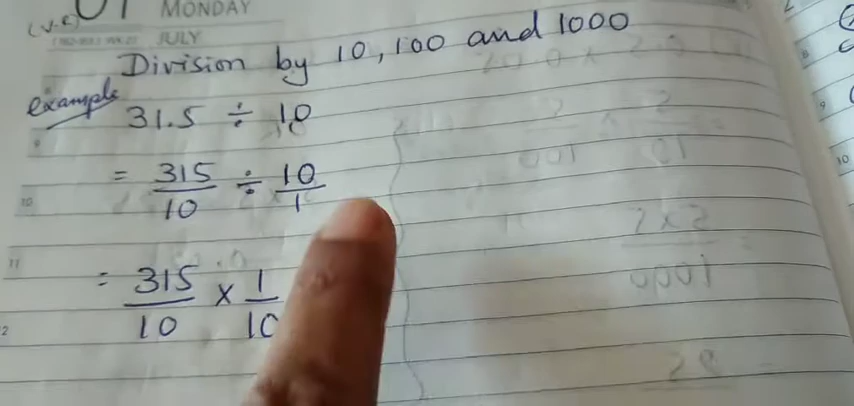 01 MONDAY
JULY
Division by 10, 100 and 1000
example
31.5 ÷ 10
= 315/10 ÷ 10/1
= 315/10 × 1/10